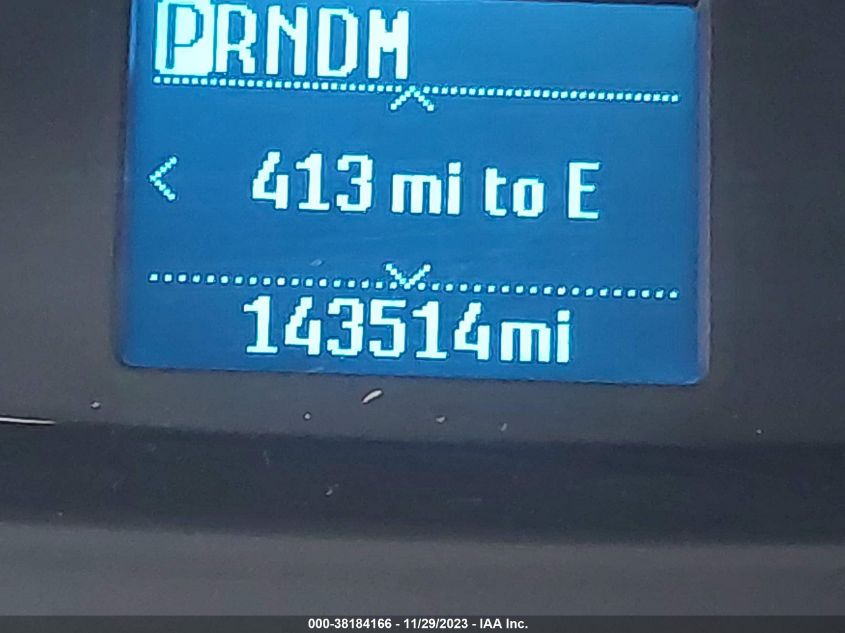 PRNDM
413 mi to E
143514mi
000-38184166 - 11/29/2023 - IAA Inc.